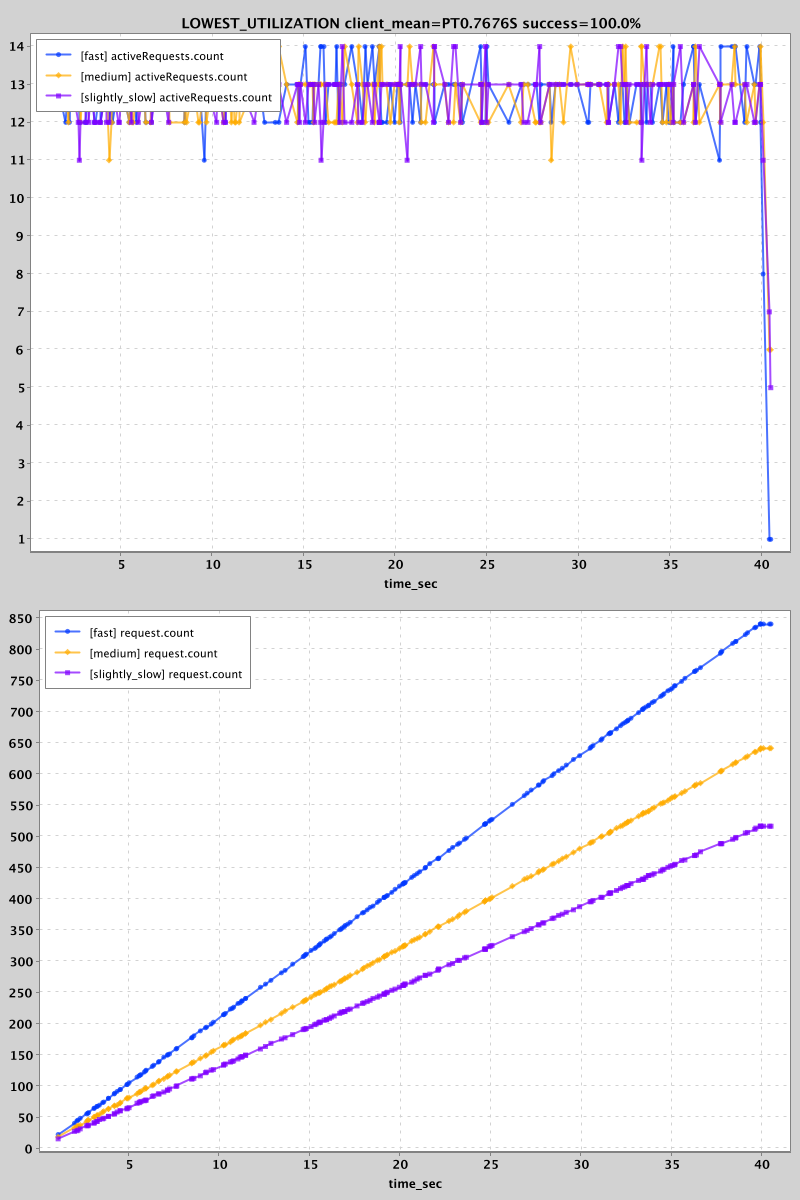 LOWEST_UTILIZATION client_mean=PT0.7676S success=100.0%
14
13
12
11
10
9
8
7
6
5
4
3
2
1
[fast] activeRequests.count
[medium] activeRequests.count
[slightly_slow] activeRequests.count
5 10 15 20 25 30 35 40
time_sec
850
800
750
700
650
600
550
500
450
400
350
300
250
200
150
100
50
0
[fast] request.count
[medium] request.count
[slightly_slow] request.count
5 10 15 20 25 30 35 40
time_sec